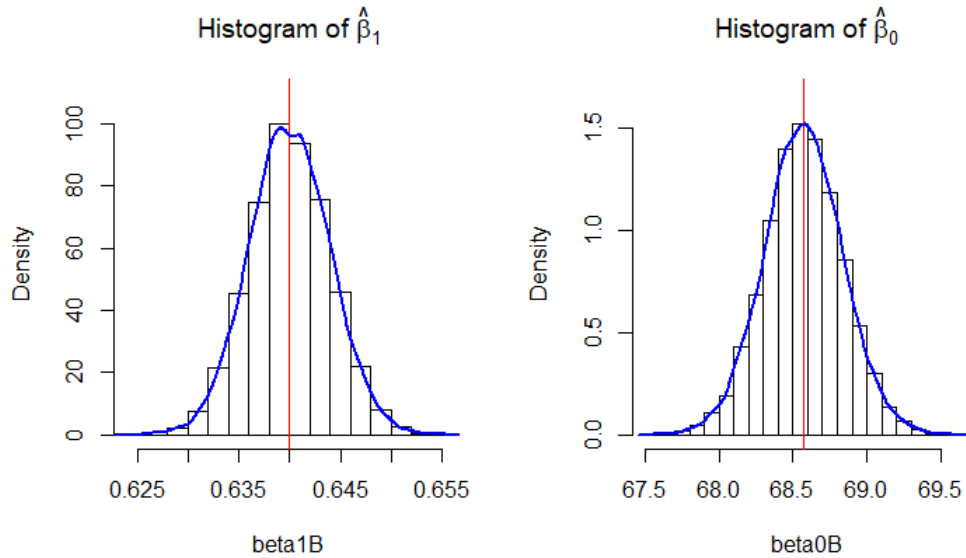 Histogram of β̂₁
Density
0 20 40 60 80 100
0.625 0.635 0.645 0.655
beta1B
Histogram of β̂₀
Density
0.0 0.5 1.0 1.5
67.5 68.0 68.5 69.0 69.5
beta0B